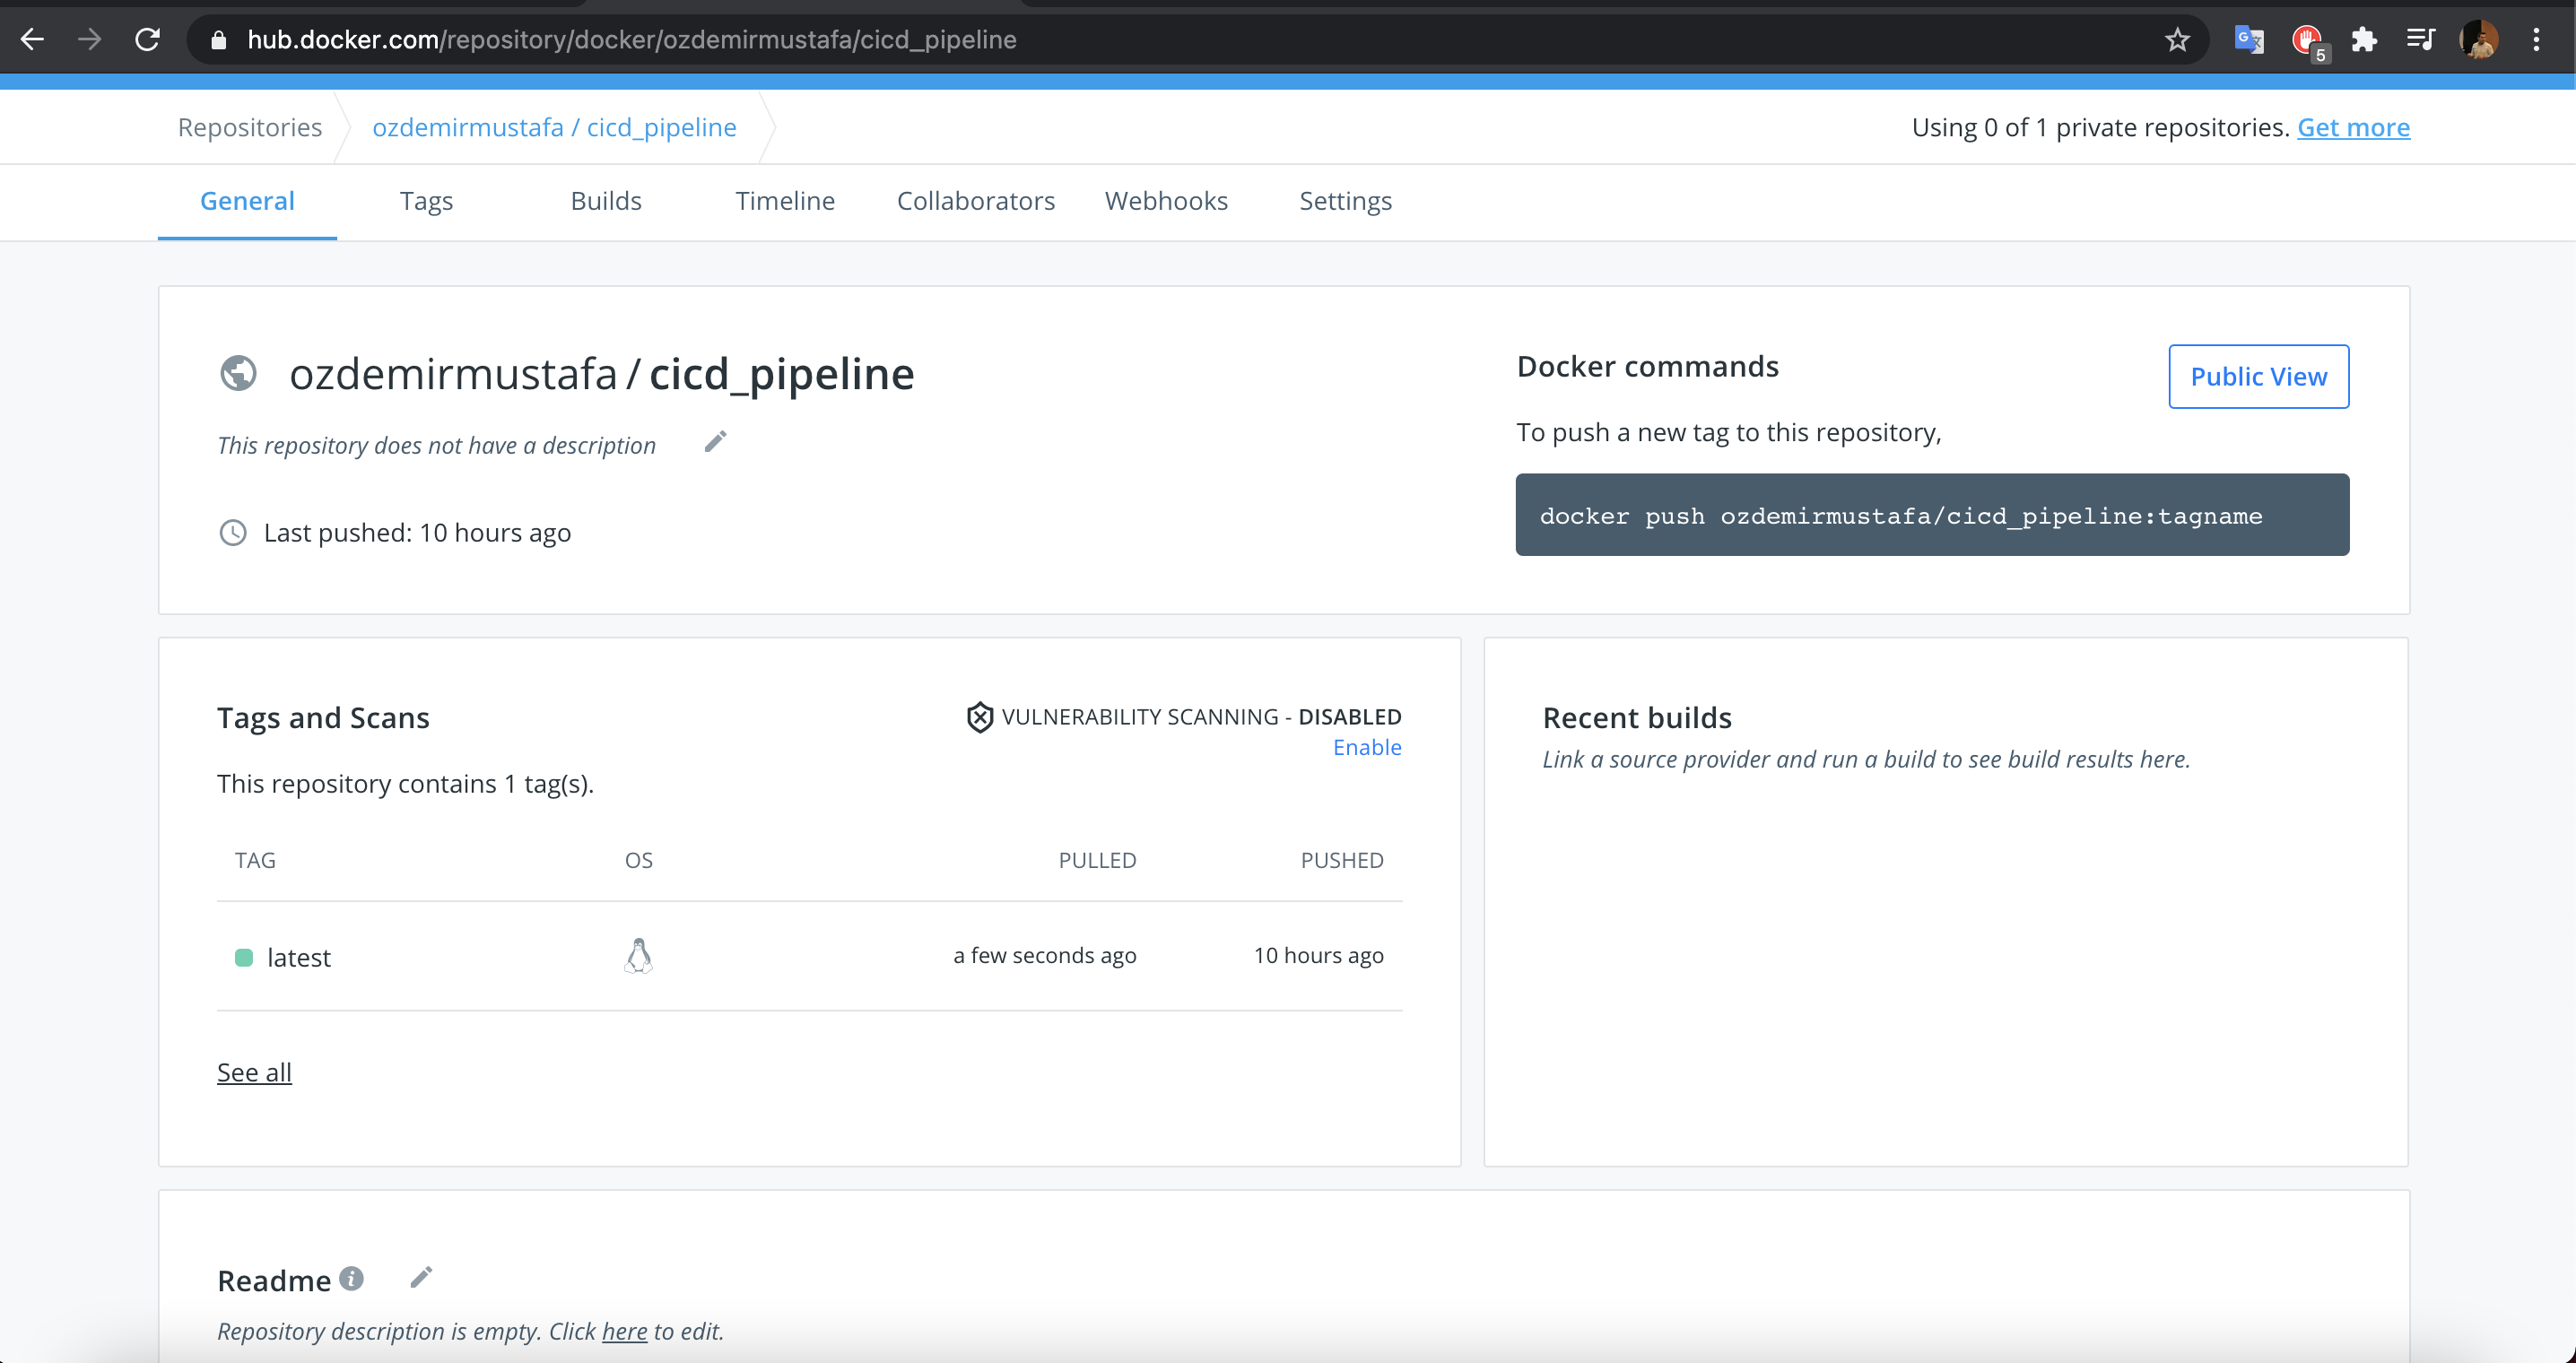 hub.docker.com/repository/docker/ozdemirmustafa/cicd_pipeline
5
Repositories
ozdemirmustafa / cicd_pipeline
Using 0 of 1 private repositories. Get more
General
Tags
Builds
Timeline
Collaborators
Webhooks
Settings
ozdemirmustafa / cicd_pipeline
This repository does not have a description
Last pushed: 10 hours ago
Docker commands
Public View
To push a new tag to this repository,
docker push ozdemirmustafa/cicd_pipeline:tagname
Tags and Scans
VULNERABILITY SCANNING - DISABLED
Enable
This repository contains 1 tag(s).
TAG OS PULLED PUSHED
latest a few seconds ago 10 hours ago
See all
Recent builds
Link a source provider and run a build to see build results here.
Readme
Repository description is empty. Click here to edit.